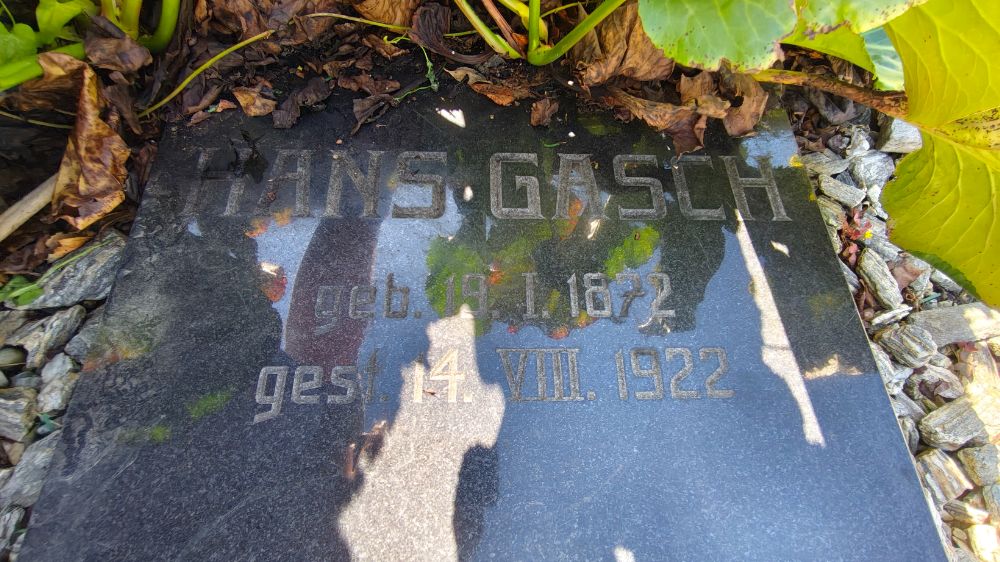 HANS GASCH
geb. 19. I. 1872
gest. 14. VIII. 1922